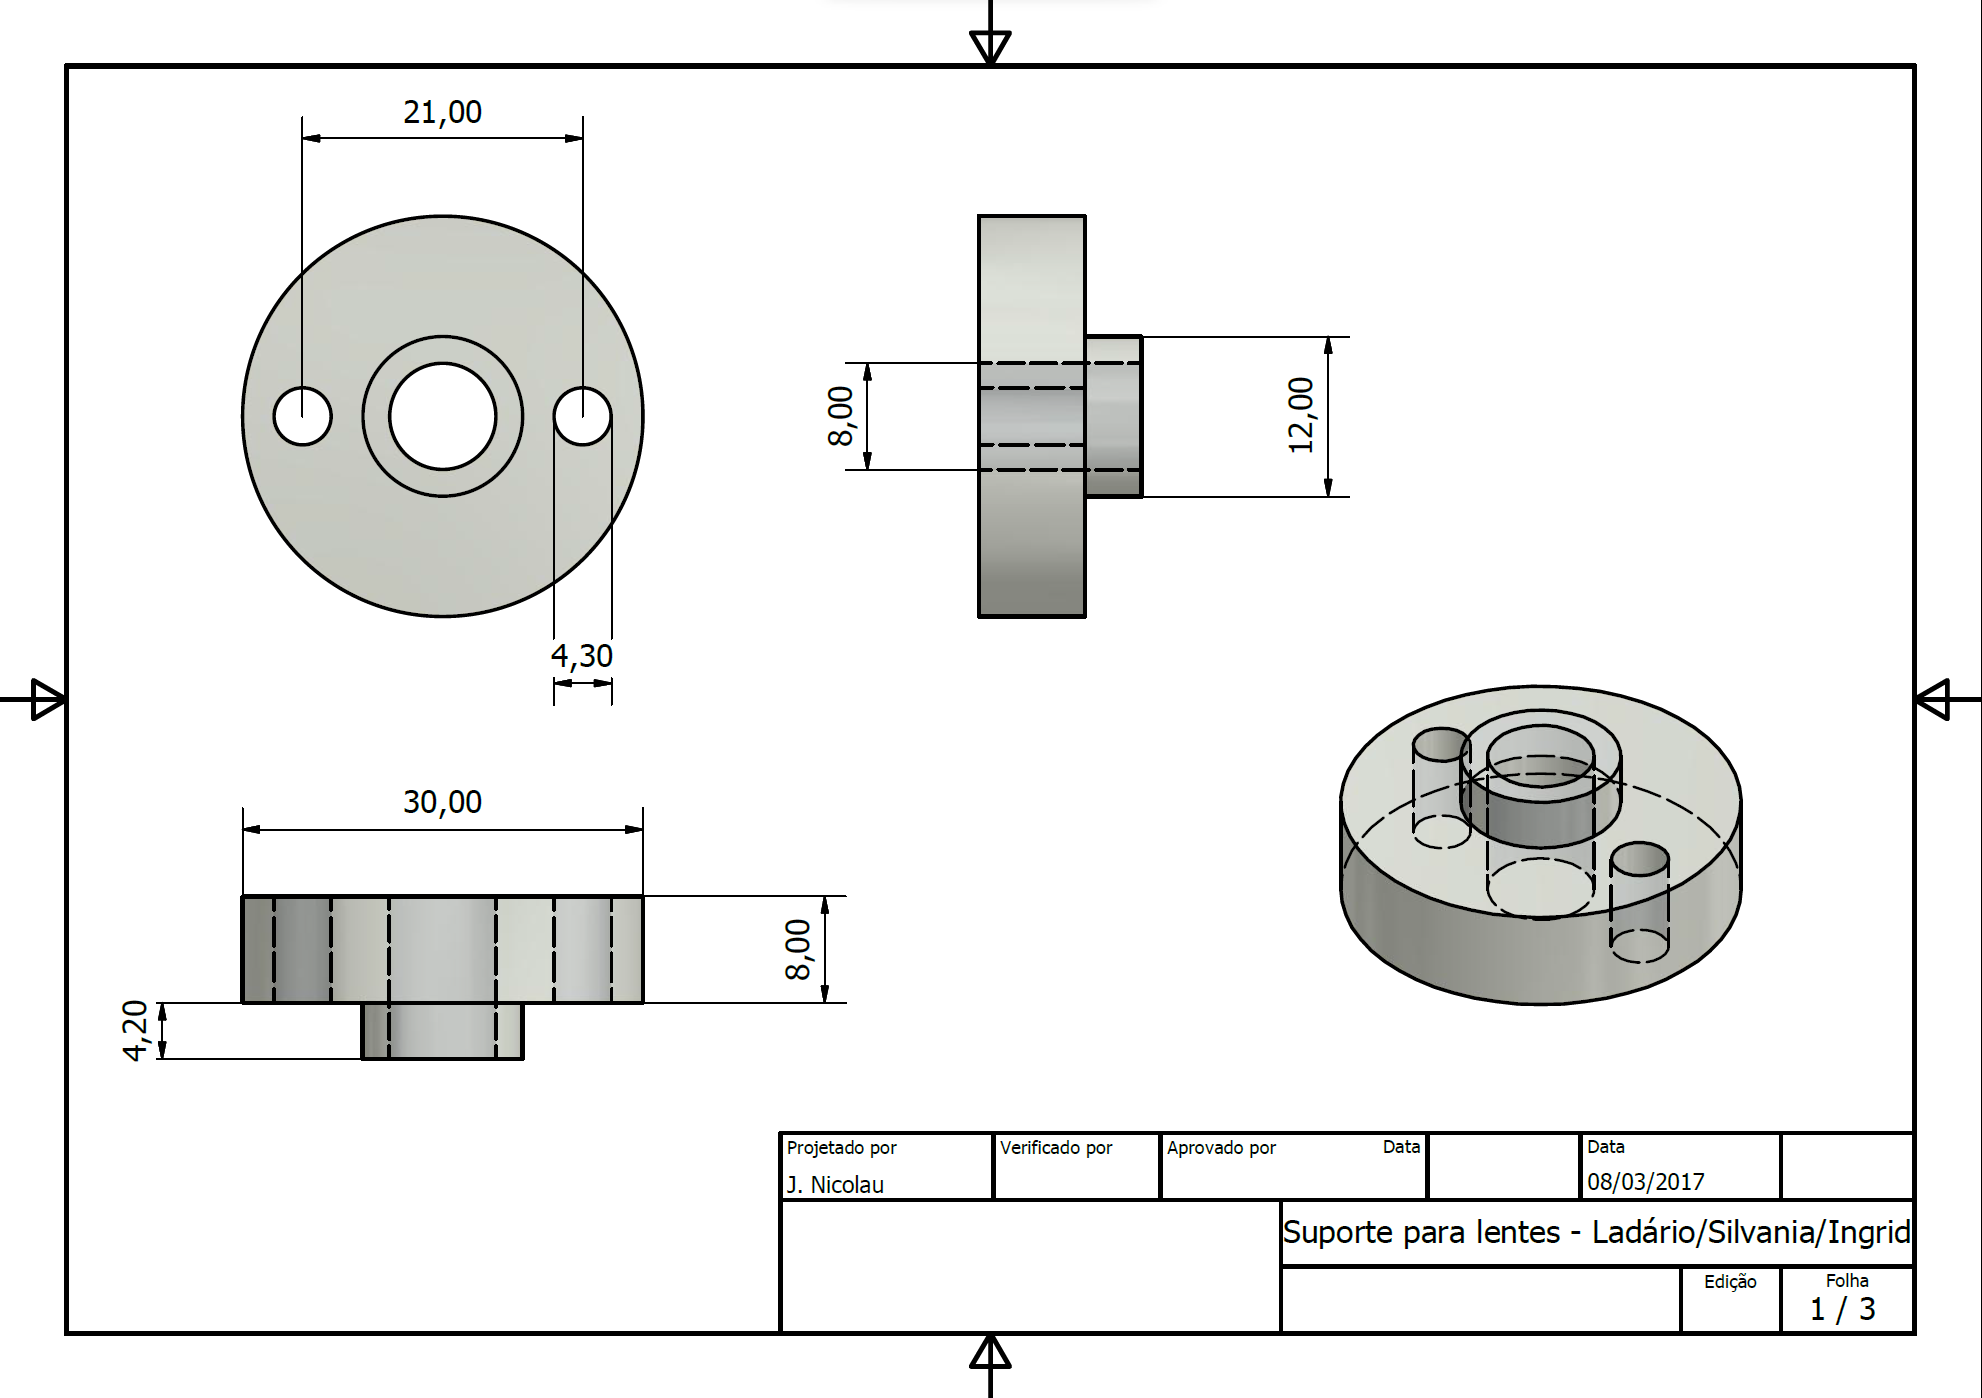 21,00
8,00
12,00
4,30
30,00
8,00
4,20
Projetado por
J. Nicolau
Verificado por
Aprovado por
Data
Data
08/03/2017
Suporte para lentes - Ladário/Silvania/Ingrid
Edição
Folha
1 / 3